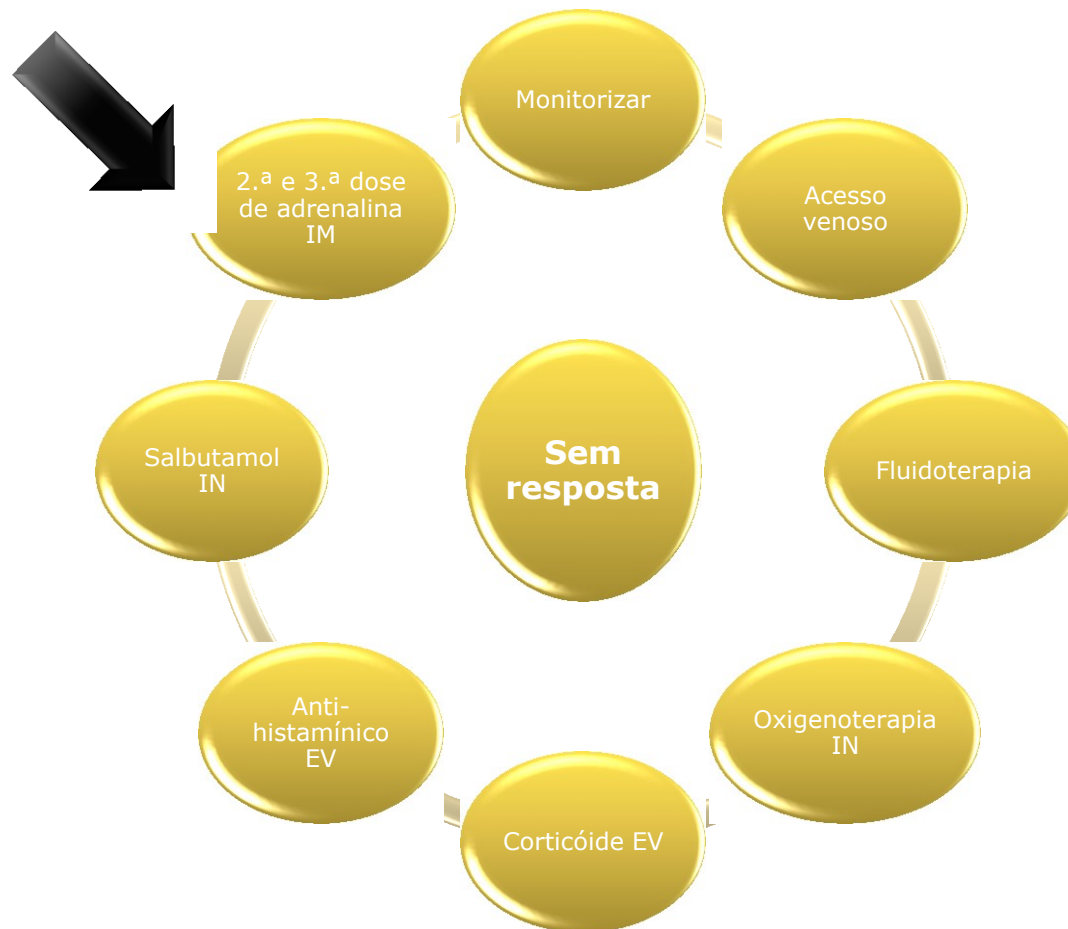 Monitorizar
Acesso
venoso
Fluidoterapia
Oxigenoterapia
IN
Corticóide EV
Anti-
histamínico
EV
Salbutamol
IN
2.ª e 3.ª dose
de adrenalina
IM
Sem
resposta